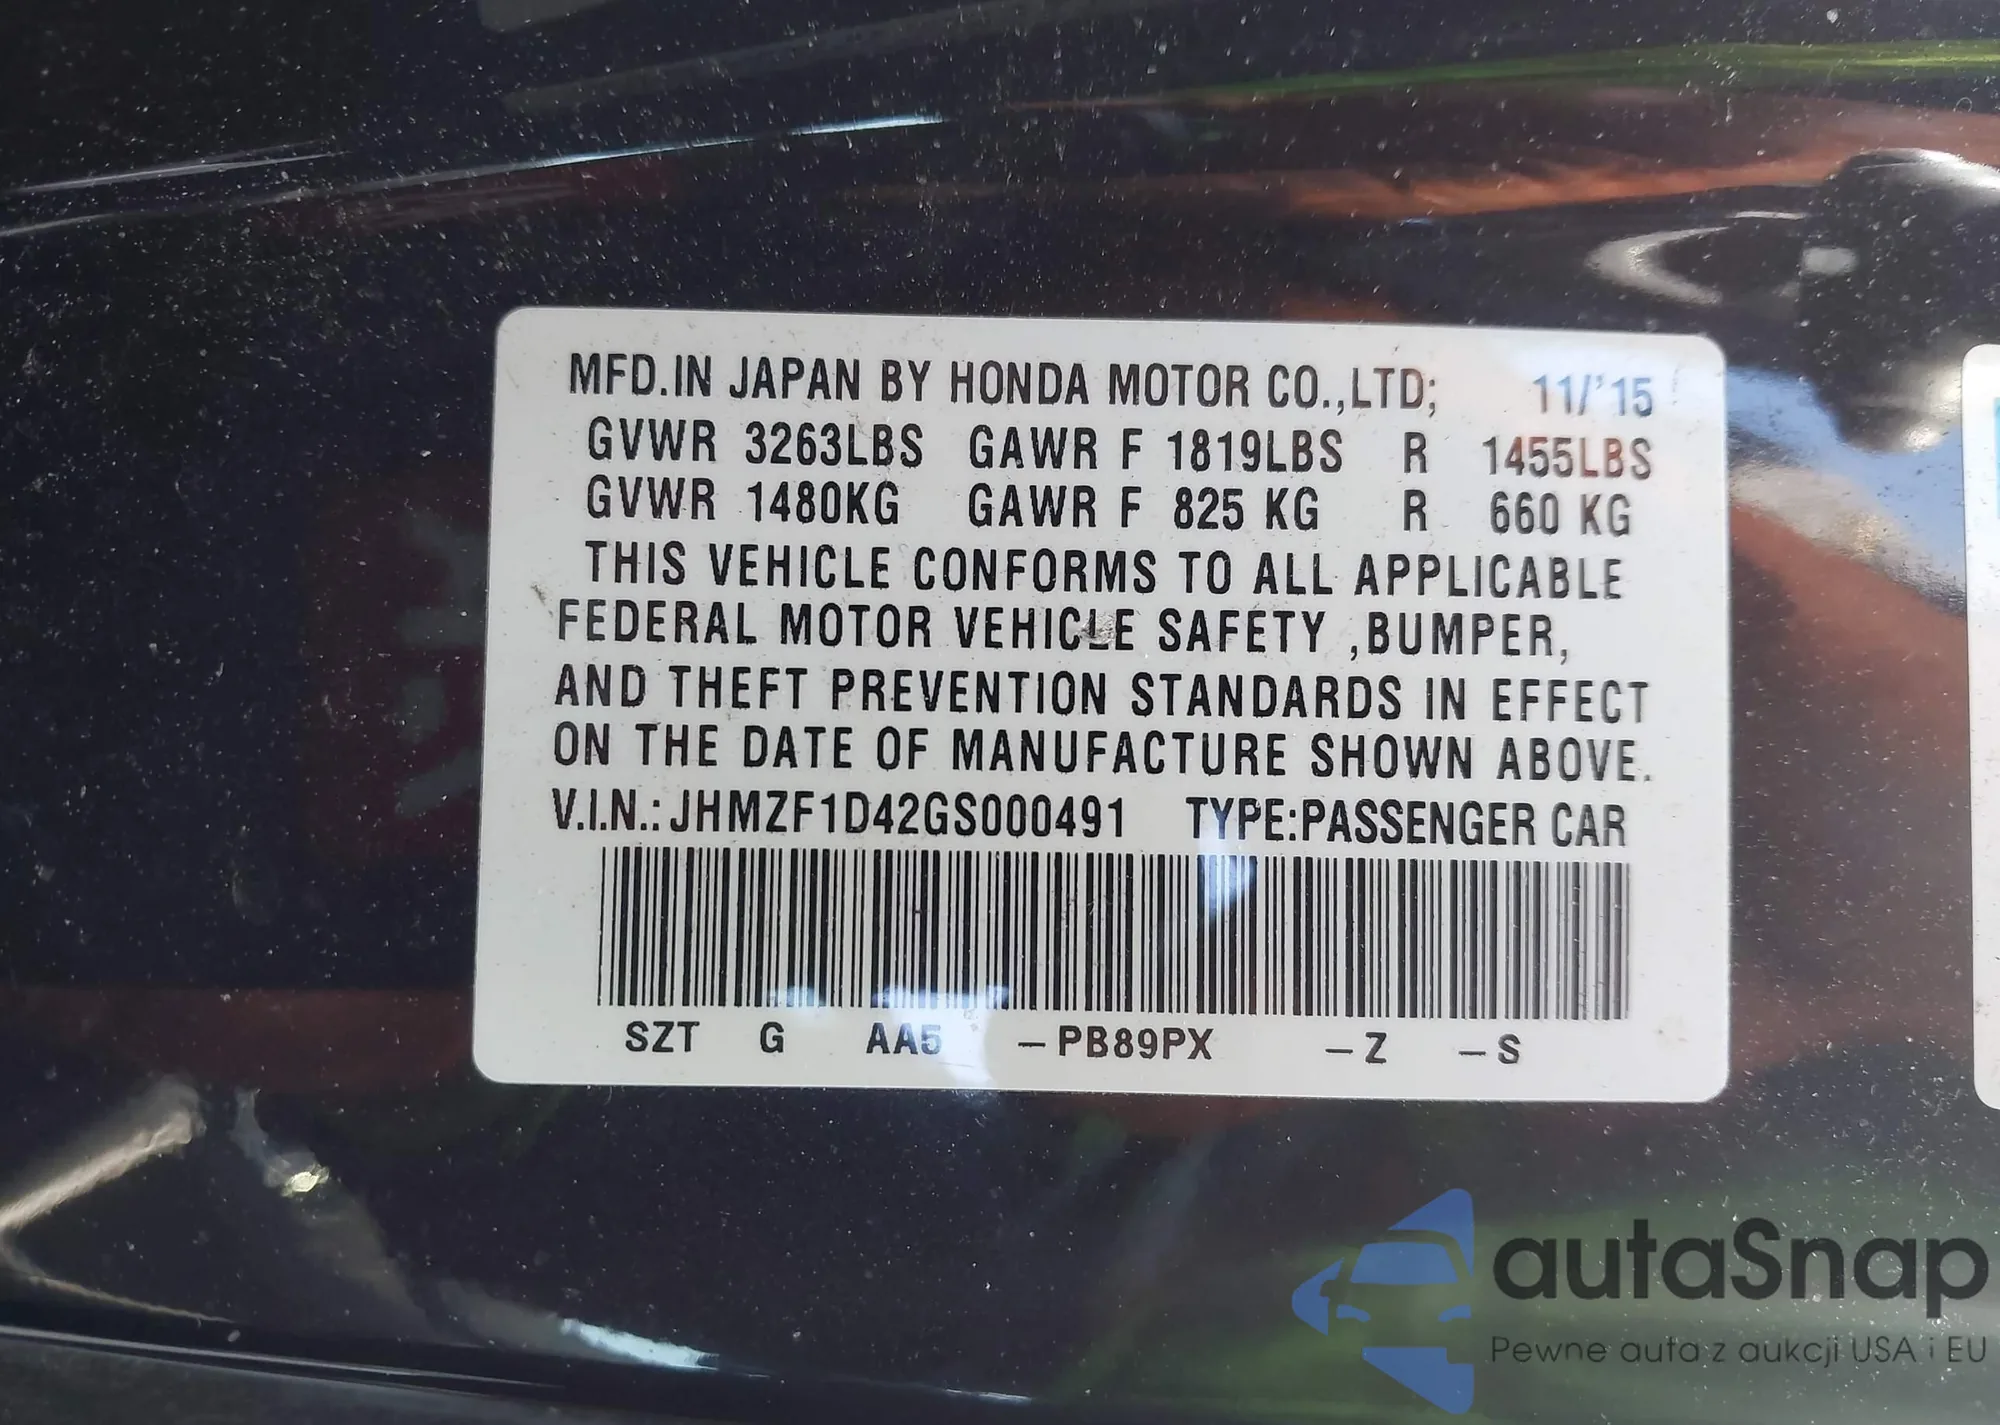 MFD.IN JAPAN BY HONDA MOTOR CO.,LTD; 11/'15
GVWR 3263LBS GAWR F 1819LBS R 1455LBS
GVWR 1480KG GAWR F 825 KG R 660 KG
THIS VEHICLE CONFORMS TO ALL APPLICABLE
FEDERAL MOTOR VEHICLE SAFETY ,BUMPER,
AND THEFT PREVENTION STANDARDS IN EFFECT
ON THE DATE OF MANUFACTURE SHOWN ABOVE.
V.I.N.: JHMZF1D42GS000491 TYPE:PASSENGER CAR
SZT G AA5 –PB89PX –Z –S
autaSnap
Pewne auta z aukcji USA i EU